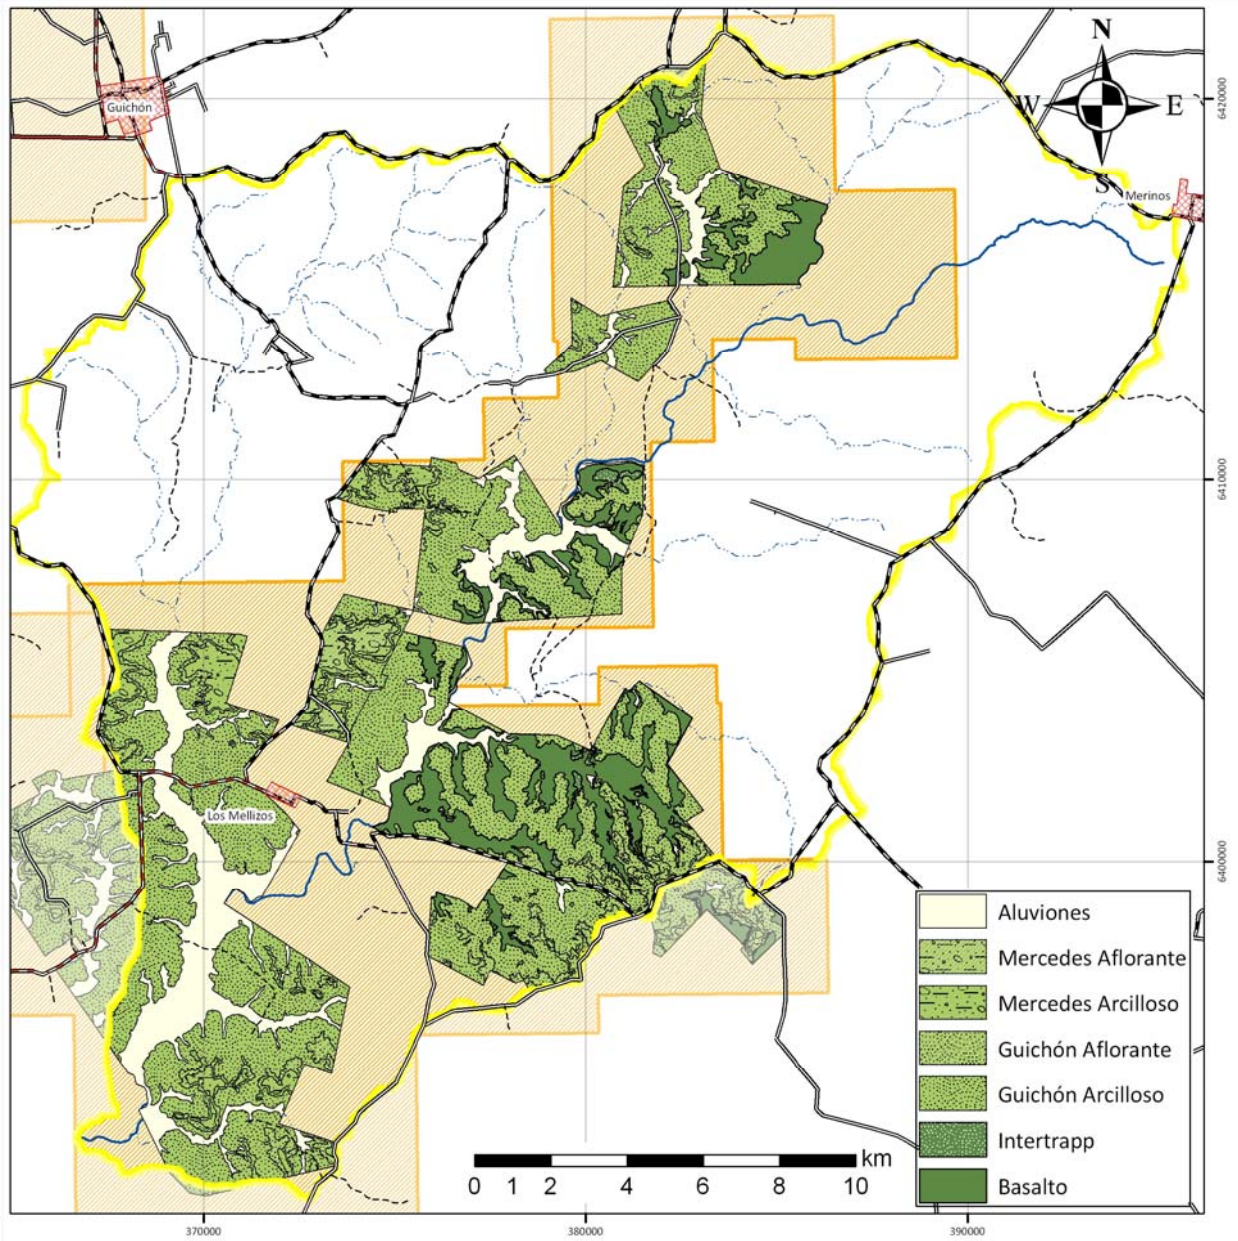 N
W
E
S
Guichón
Merinos
Los Mellizos
6420000
6410000
6400000
Aluviones
Mercedes Aflorante
Mercedes Arcilloso
Guichón Aflorante
Guichón Arcilloso
Intertrapp
Basalto
km
0 1 2 4 6 8 10
370000 380000 390000